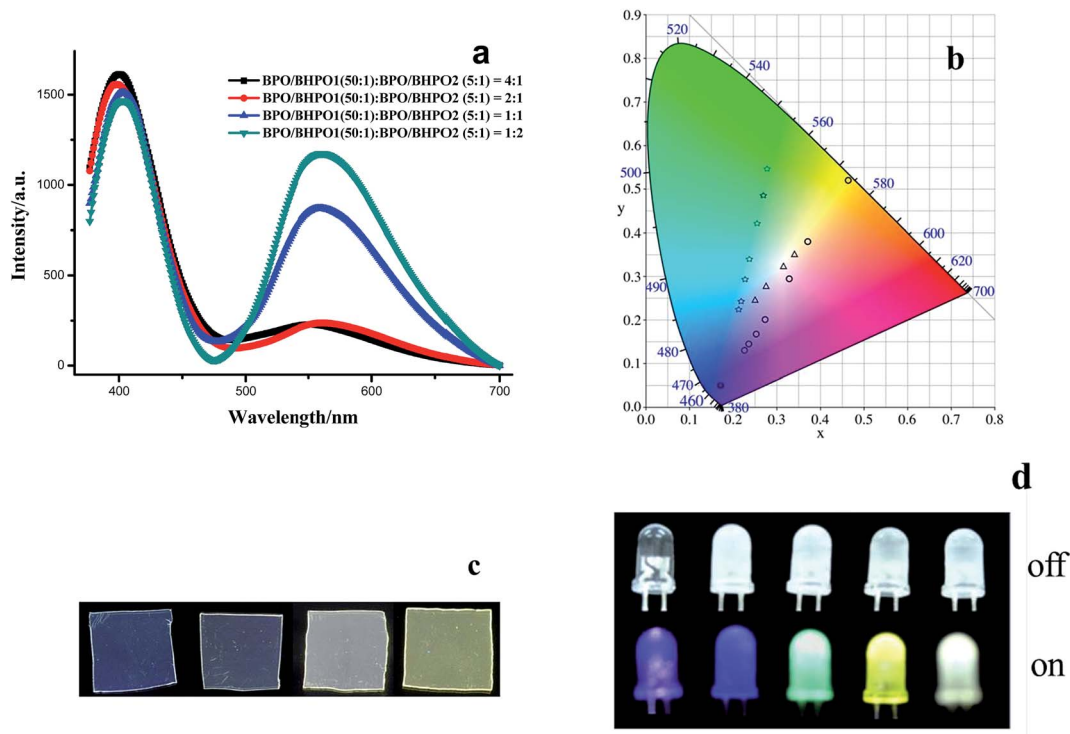 a
BPO/BHPO1(50:1):BPO/BHPO2 (5:1) = 4:1
BPO/BHPO1(50:1):BPO/BHPO2 (5:1) = 2:1
BPO/BHPO1(50:1):BPO/BHPO2 (5:1) = 1:1
BPO/BHPO1(50:1):BPO/BHPO2 (5:1) = 1:2
1500
1000
500
0
Intensity/a.u.
400
500
600
700
Wavelength/nm
b
0.9
0.8
0.7
0.6
0.5
0.4
0.3
0.2
0.1
0.0
y
520
540
560
580
600
620
700
500
490
480
470
460
380
0.0
0.1
0.2
0.3
0.4
0.5
0.6
0.7
0.8
x
c
d
off
on